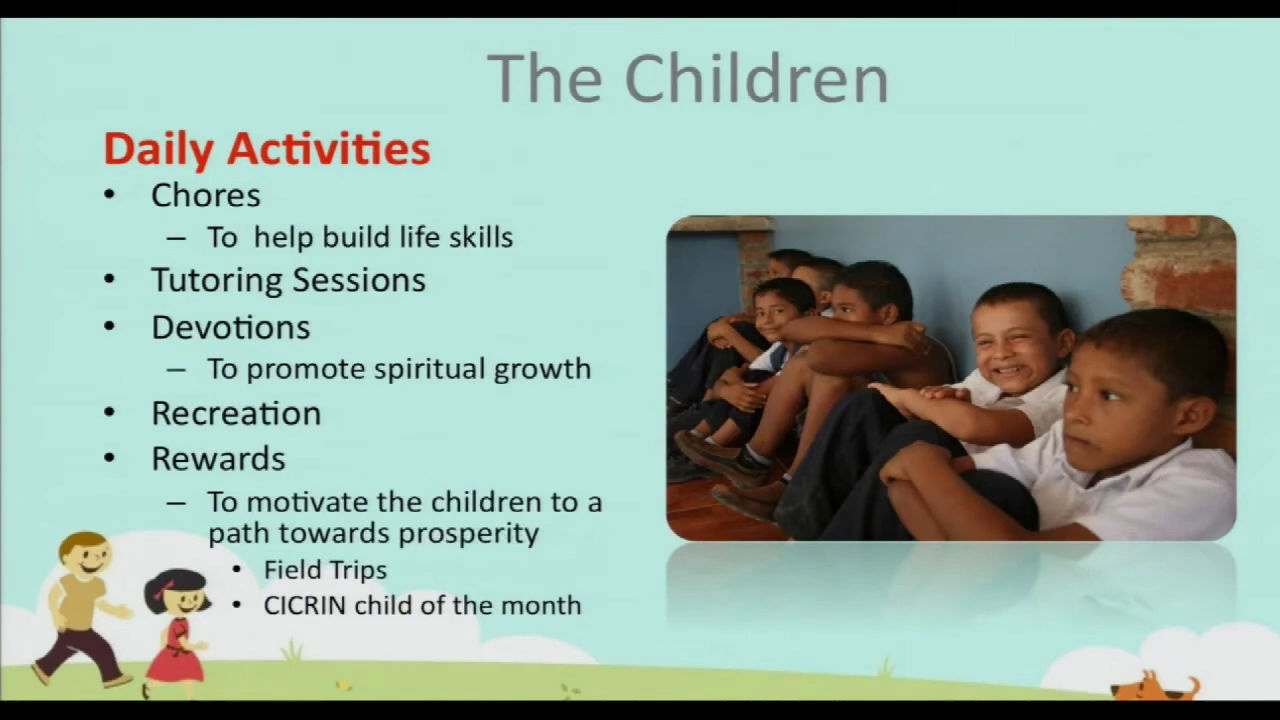 The Children
Daily Activities
• Chores
– To help build life skills
• Tutoring Sessions
• Devotions
– To promote spiritual growth
• Recreation
• Rewards
– To motivate the children to a
path towards prosperity
• Field Trips
• CICRIN child of the month